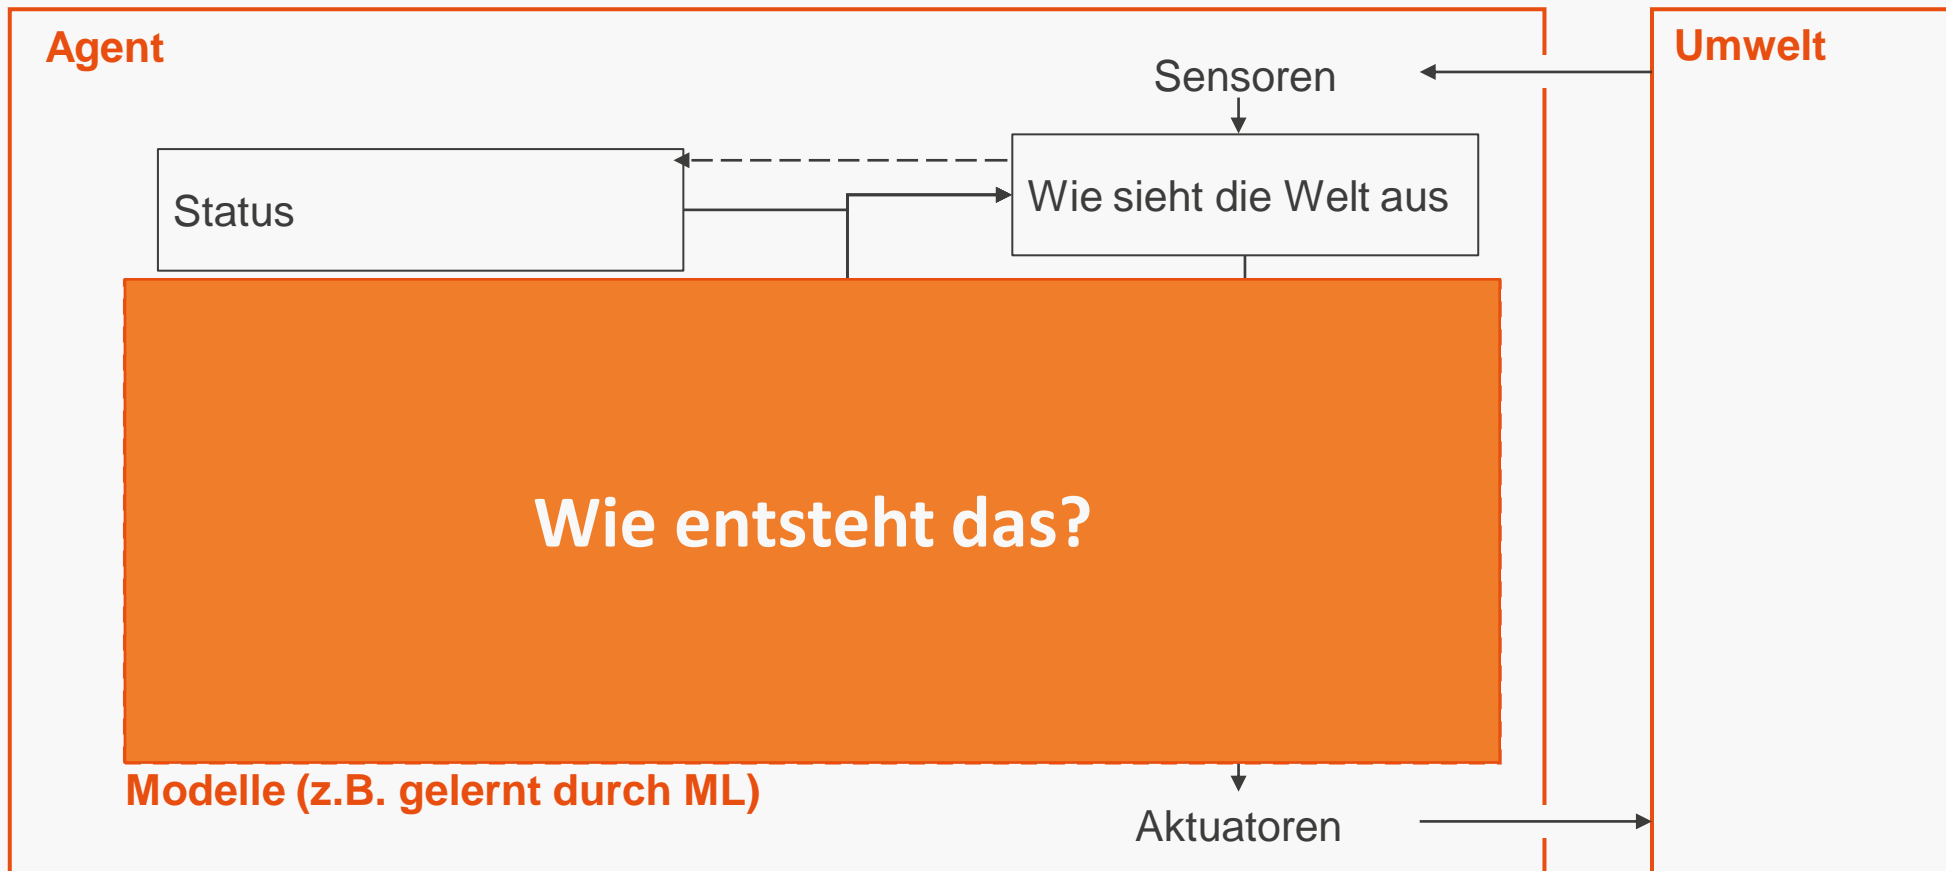 Agent
Umwelt
Sensoren
Status
Wie sieht die Welt aus
Wie entsteht das?
Modelle (z.B. gelernt durch ML)
Aktuatoren